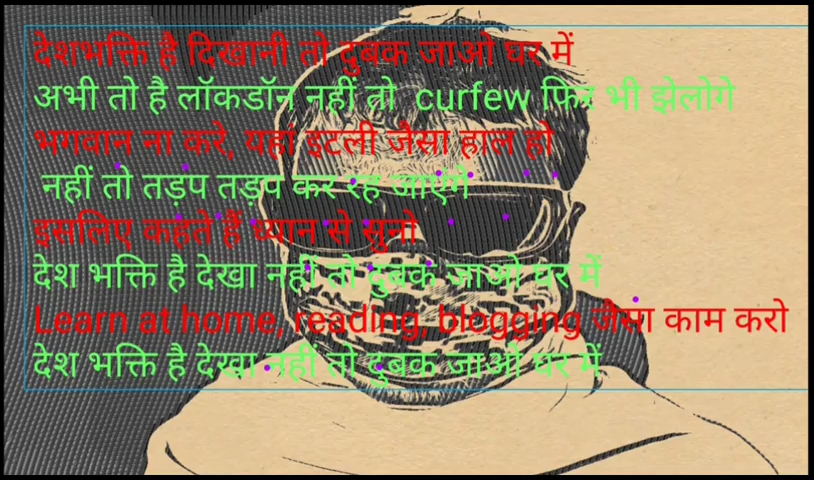 देशभक्ति है दिखानी तो दुबक जाओ घर में
अभी तो है लॉकडॉन नहीं तो curfew फिर भी झेलोगे
भगवान ना करे, यहां इटली जैसा हाल हो
नहीं तो तड़प तड़प कर रह जाएंगे
इसलिए कहते हैं ध्यान से सुनो
देश भक्ति है देखा नहीं तो दुबक जाओ घर में
Learn at home, reading, blogging जैसा काम करो
देश भक्ति है देखा नहीं तो दुबक जाओ घर में